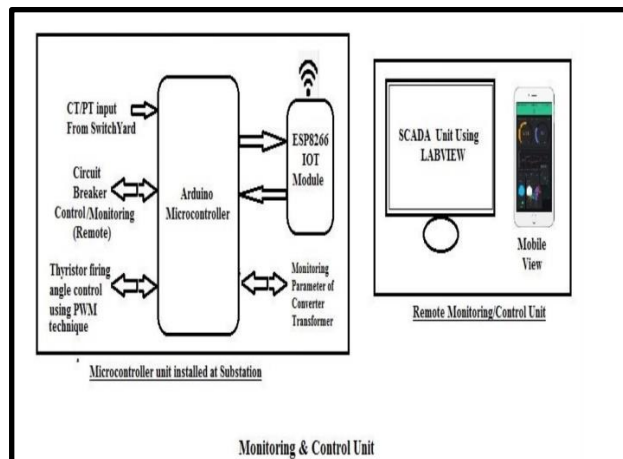 CT/PT input
From SwitchYard
Circuit
Breaker
Control/Monitoring
(Remote)
Thyristor firing
angle control
using PWM
technique
Arduino
Microcontroller
ESP8266
IOT
Module
Monitoring
Parameter of
Converter
Transformer
Microcontroller unit installed at Substation
SCADA Unit Using
LABVIEW
Mobile
View
Remote Monitoring/Control Unit
Monitoring & Control Unit